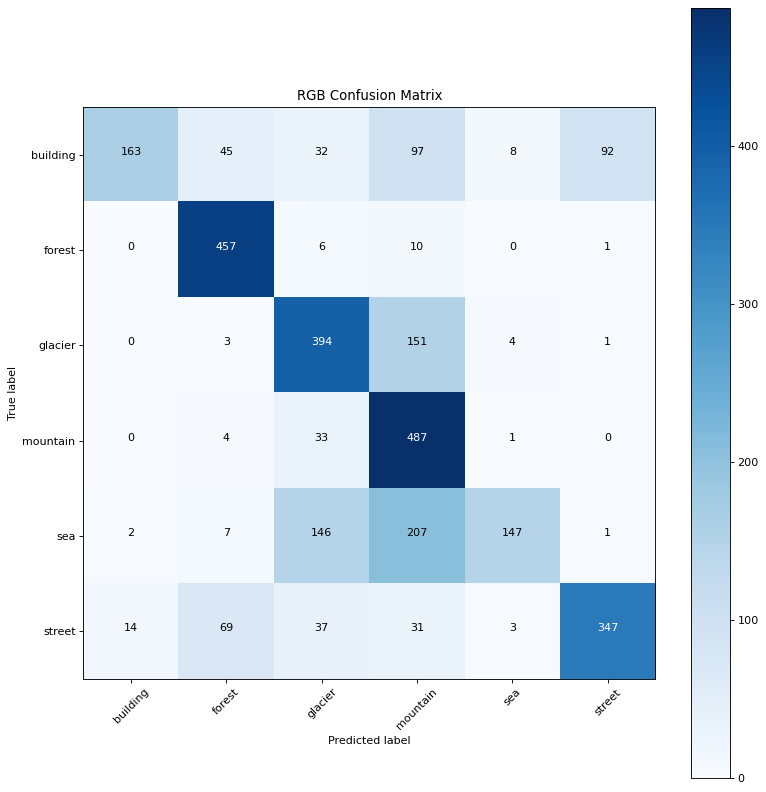 RGB Confusion Matrix
building 163 45 32 97 8 92
forest 0 457 6 10 0 1
glacier 0 3 394 151 4 1
mountain 0 4 33 487 1 0
sea 2 7 146 207 147 1
street 14 69 37 31 3 347
building forest glacier mountain sea street
Predicted label
True label
400
300
200
100
0